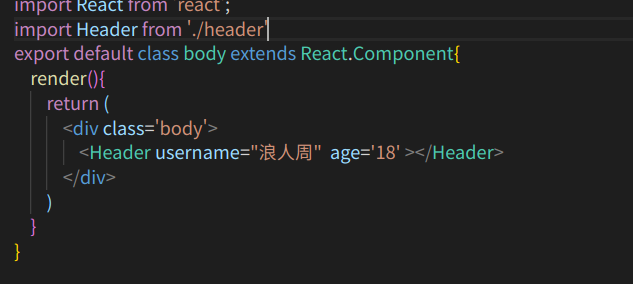 import React from 'react';
import Header from './header'
export default class body extends React.Component{
render(){
return (
<div class='body'>
<Header username="浪人周" age='18' ></Header>
</div>
)
}
}